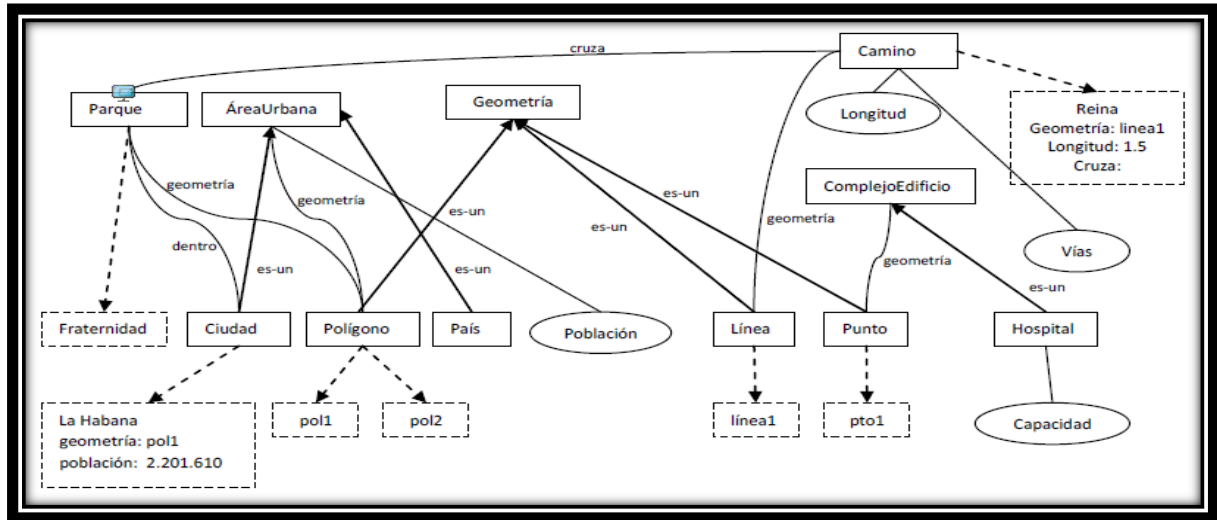 cruza
Camino
Parque
ÁreaUrbana
Geometría
Longitud
Reina
Geometría: linea1
Longitud: 1.5
Cruza:
geometría
geometría
es-un
ComplejoEdificio
es-un
es-un
geometría
dentro
es-un
es-un
geometría
Vías
es-un
Fraternidad
Ciudad
Polígono
País
Población
Línea
Punto
Hospital
La Habana
geometría: pol1
población: 2.201.610
pol1
pol2
línea1
pto1
Capacidad